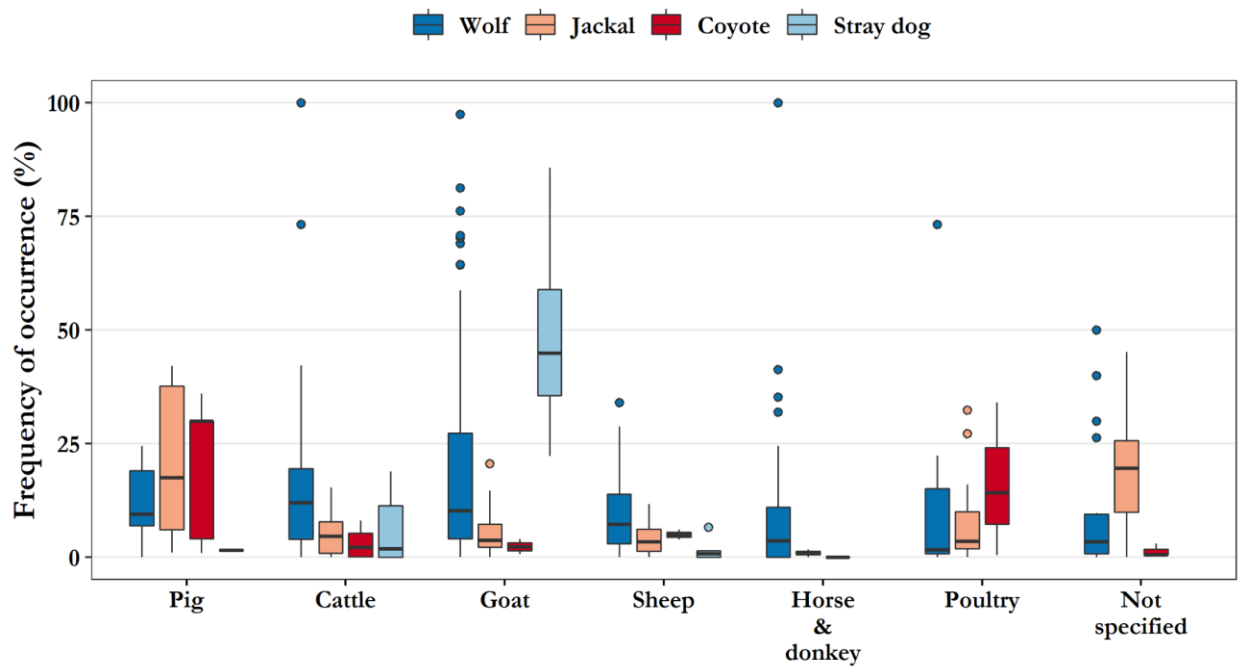 Wolf Jackal Coyote Stray dog
Frequency of occurrence (%)
100
75
50
25
0
Pig Cattle Goat Sheep Horse & donkey Poultry Not specified